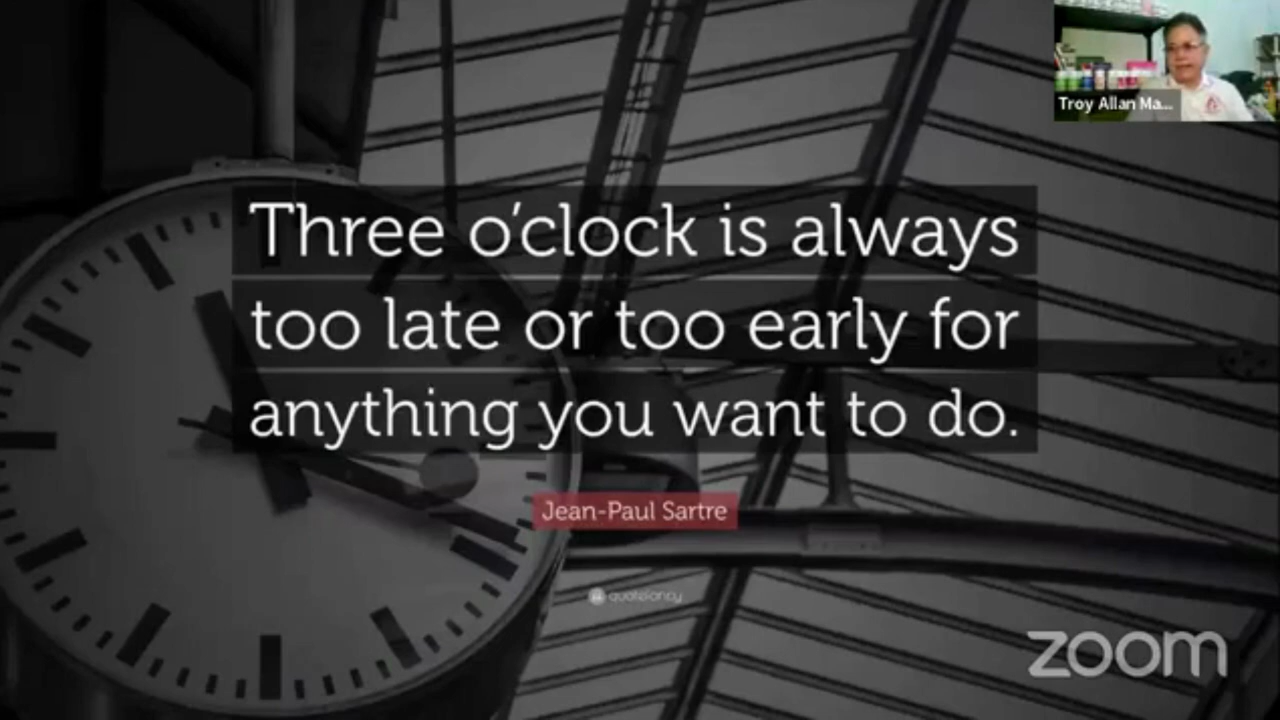 Troy Allan Ma...
Three o’clock is always
too late or too early for
anything you want to do.
Jean-Paul Sartre
quotefancy
zoom